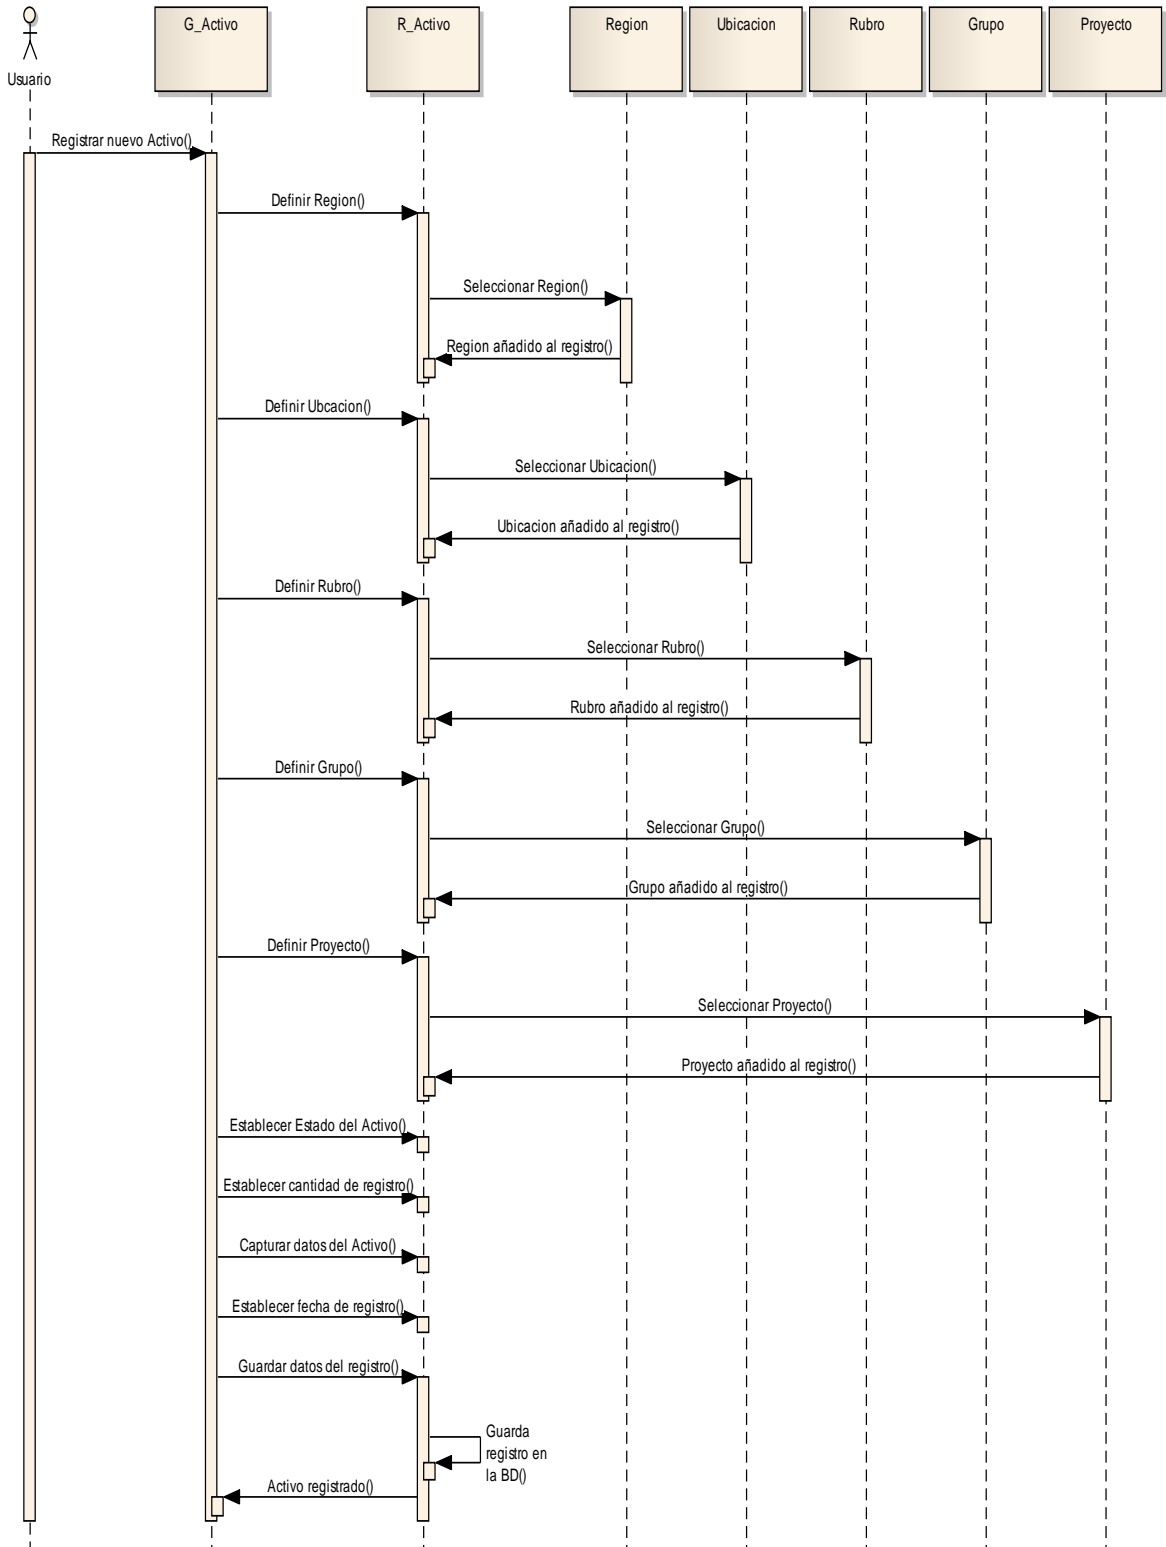 G_Activo
R_Activo
Region
Ubicacion
Rubro
Grupo
Proyecto
Usuario
Registrar nuevo Activo()
Definir Region()
Seleccionar Region()
Region añadido al registro()
Definir Ubcacion()
Seleccionar Ubicacion()
Ubicacion añadido al registro()
Definir Rubro()
Seleccionar Rubro()
Rubro añadido al registro()
Definir Grupo()
Seleccionar Grupo()
Grupo añadido al registro()
Definir Proyecto()
Seleccionar Proyecto()
Proyecto añadido al registro()
Establecer Estado del Activo()
Establecer cantidad de registro()
Capturar datos del Activo()
Establecer fecha de registro()
Guardar datos del registro()
Guarda
registro en
la BD()
Activo registrado()